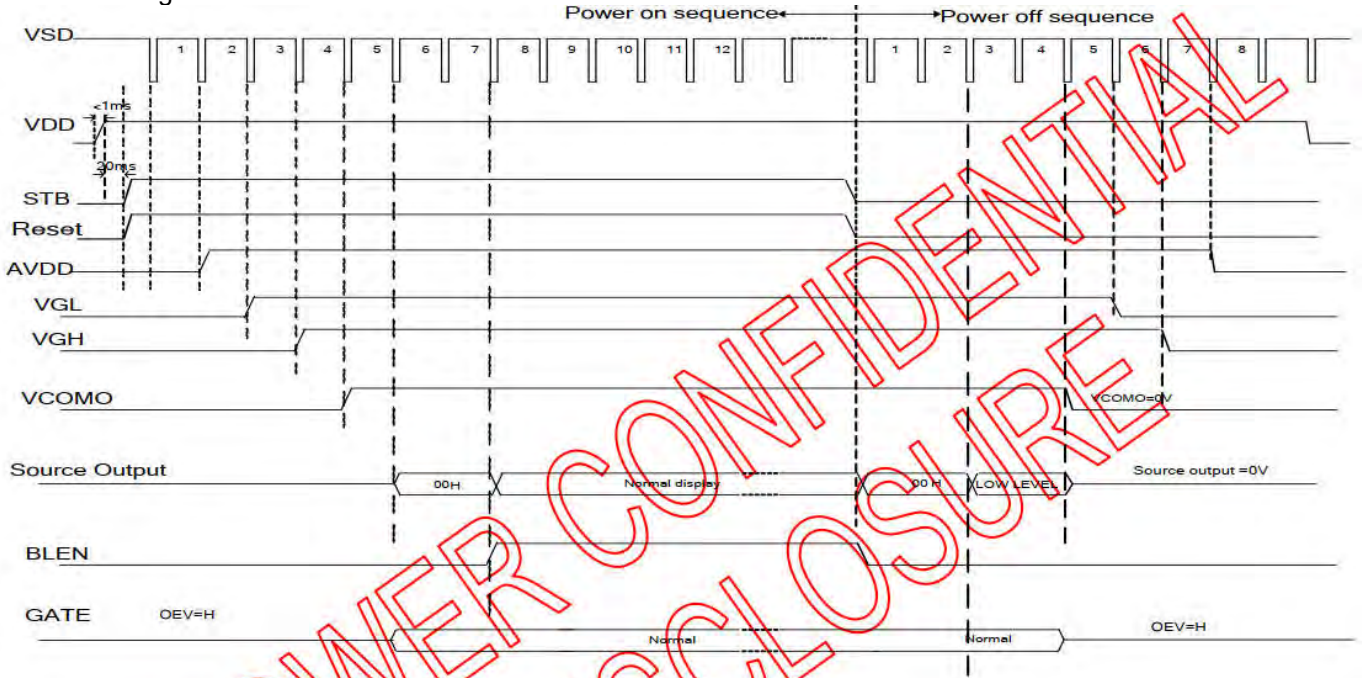 Power on sequence Power off sequence
VSD 1 2 3 4 5 6 7 8 9 10 11 12 1 2 3 4 5 6 7 8
<1ms
VDD
20ms
STB
Reset
AVDD
VGL
VGH
VCOMO VCOMO=0V
Source Output 00H Normal display 00 H LOW LEVEL Source output =0V
BLEN
GATE OEV=H Normal Normal OEV=H
CONFIDENTIAL